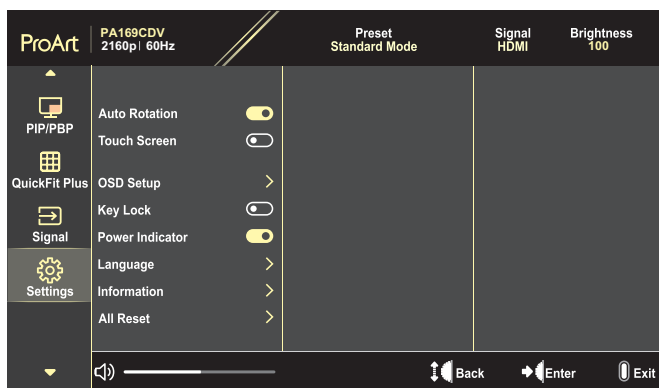 ProArt
PA169CDV
2160p| 60Hz
Preset
Standard Mode
Signal
HDMI
Brightness
100
PIP/PBP
QuickFit Plus
Signal
Settings
Auto Rotation
Touch Screen
OSD Setup
Key Lock
Power Indicator
Language
Information
All Reset
Back
Enter
Exit